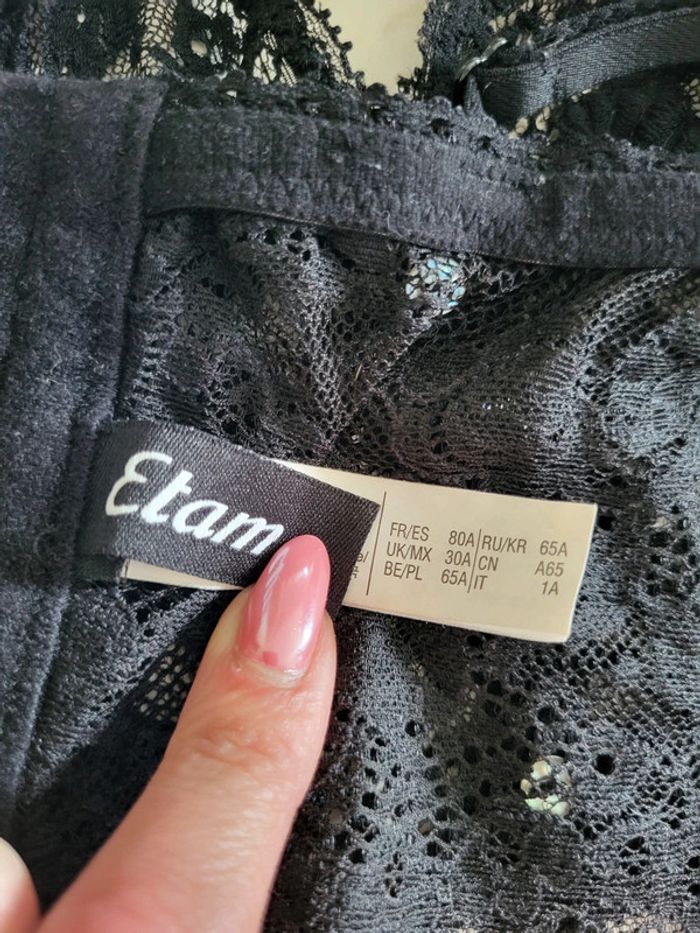 Etam
FR/ES 80A RU/KR 65A
UK/MX 30A CN A65
BE/PL 65A IT 1A